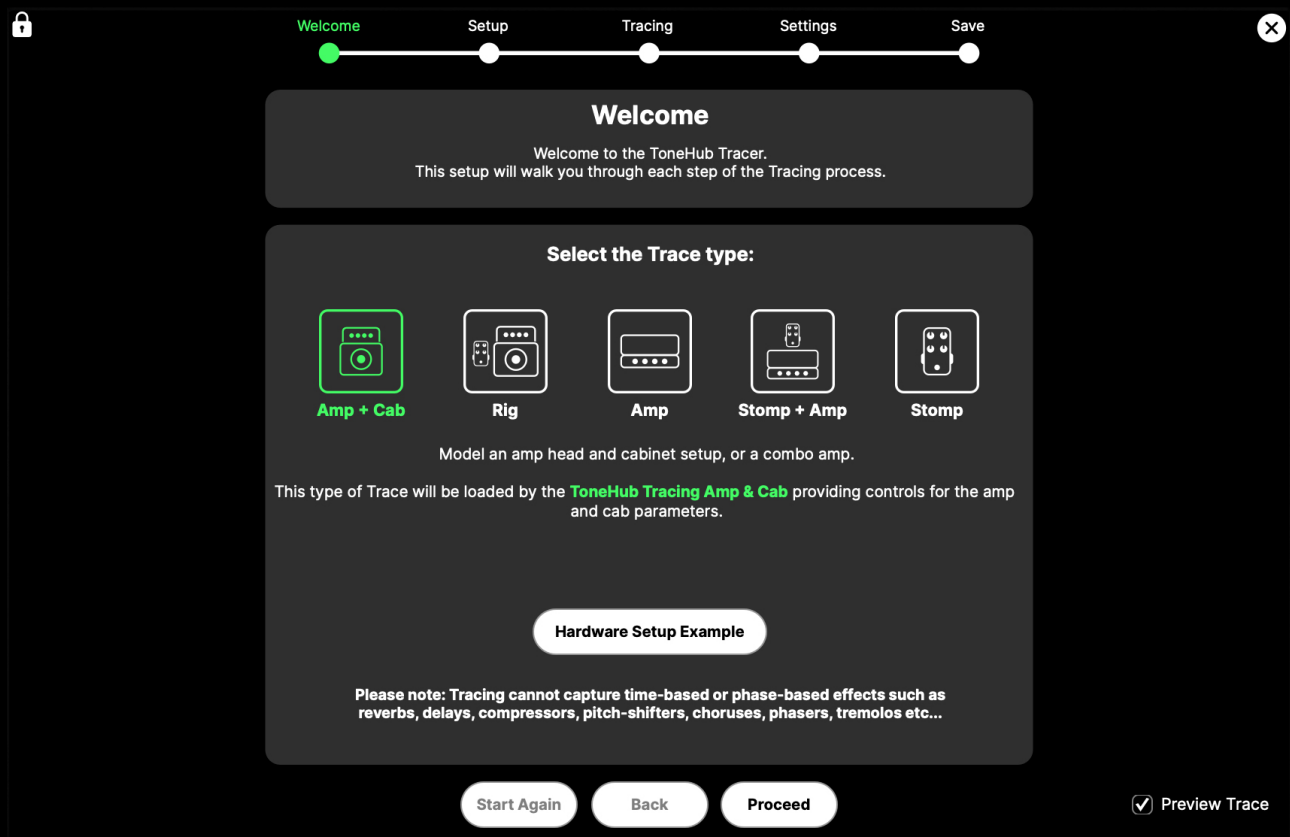 Welcome Setup Tracing Settings Save
Welcome
Welcome to the ToneHub Tracer.
This setup will walk you through each step of the Tracing process.
Select the Trace type:
Amp + Cab Rig Amp Stomp + Amp Stomp
Model an amp head and cabinet setup, or a combo amp.
This type of Trace will be loaded by the ToneHub Tracing Amp & Cab providing controls for the amp
and cab parameters.
Hardware Setup Example
Please note: Tracing cannot capture time-based or phase-based effects such as
reverbs, delays, compressors, pitch-shifters, choruses, phasers, tremolos etc...
Start Again Back Proceed Preview Trace